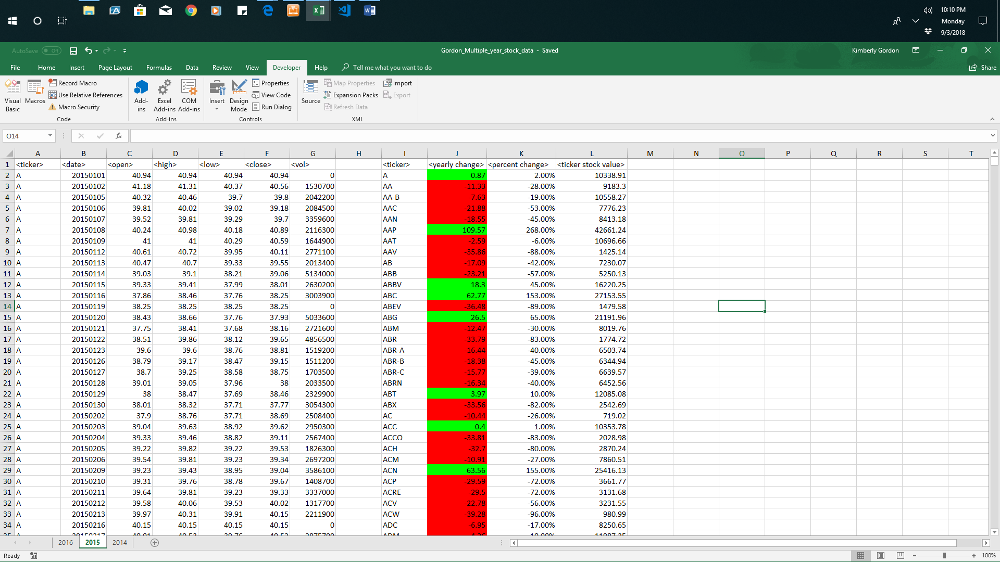 10:10 PM
Monday
9/3/2018
AutoSave Off
Gordon_Multiple_year_stock_data - Saved
Kimberly Gordon
File Home Insert Page Layout Formulas Data Review View Developer Help Tell me what you want to do Share
Visual Basic
Macros
Record Macro
Use Relative References
Macro Security
Code
Add-ins
Excel Add-ins
COM Add-ins
Add-ins
Insert
Design Mode
Properties
View Code
Run Dialog
Controls
Source
Map Properties
Expansion Packs
Refresh Data
Import
Export
XML
O14
fx
A B C D E F G H I J K L M N O P Q R S T
1 <ticker> <date> <open> <high> <low> <close> <vol> <ticker> <yearly change> <percent change> <ticker stock value>
2 A 20150101 40.94 40.94 40.94 40.94 0 A 0.87 2.00% 10338.91
3 A 20150102 41.18 41.31 40.37 40.56 1530700 AA -11.33 -28.00% 9183.3
4 A 20150105 40.32 40.46 39.7 39.8 2042200 AA-B -7.63 -19.00% 10558.27
5 A 20150106 39.81 40.02 39.02 39.18 2084500 AAC -21.88 -53.00% 7776.23
6 A 20150107 39.52 39.81 39.29 39.7 3359600 AAN -18.55 -45.00% 8413.18
7 A 20150108 40.24 40.98 40.18 40.89 2116300 AAP 109.57 268.00% 42661.24
8 A 20150109 41 41 40.29 40.59 1644900 AAT -2.59 -6.00% 10696.66
9 A 20150112 40.61 40.72 39.95 40.11 2771100 AAV -35.86 -88.00% 1425.14
10 A 20150113 40.47 40.7 39.33 39.55 2013400 AB -17.09 -42.00% 7230.07
11 A 20150114 39.03 39.1 38.21 39.06 5134000 ABB -23.21 -57.00% 5250.13
12 A 20150115 39.33 39.41 37.99 38.01 2630200 ABBV 18.3 45.00% 16220.25
13 A 20150116 37.86 38.46 37.76 38.25 3003900 ABC 62.77 153.00% 27153.55
14 A 20150119 38.25 38.25 38.25 38.25 0 ABEV -36.48 -89.00% 1479.58
15 A 20150120 38.43 38.66 37.76 37.93 5033600 ABG 26.5 65.00% 21191.96
16 A 20150121 37.75 38.41 37.68 38.16 2721600 ABM -12.47 -30.00% 8019.76
17 A 20150122 38.51 39.86 38.12 39.65 4856500 ABR -33.79 -83.00% 1774.72
18 A 20150123 39.6 39.6 38.76 38.81 1519200 ABR-A -16.44 -40.00% 6503.74
19 A 20150126 38.79 39.17 38.47 39.15 1511200 ABR-B -18.38 -45.00% 6344.94
20 A 20150127 38.7 39.25 38.58 38.75 1703500 ABR-C -15.77 -39.00% 6639.57
21 A 20150128 39.01 39.05 37.96 38 2033500 ABRN -16.34 -40.00% 6452.56
22 A 20150129 38 38.47 37.69 38.46 2329900 ABT 3.97 10.00% 12085.08
23 A 20150130 38.01 38.32 37.71 37.77 3054300 ABX -33.56 -82.00% 2542.69
24 A 20150202 37.9 38.76 37.71 38.69 2508400 AC -10.44 -26.00% 719.02
25 A 20150203 39.04 39.63 38.92 39.62 2950300 ACC 0.4 1.00% 10353.78
26 A 20150204 39.33 39.46 38.82 39.11 2567400 ACCO -33.81 -83.00% 2028.98
27 A 20150205 39.22 39.82 39.22 39.53 1826300 ACH -32.7 -80.00% 2870.24
28 A 20150206 39.54 39.81 39.23 39.34 2697200 ACM -10.91 -27.00% 7860.51
29 A 20150209 39.23 39.43 38.95 39.04 3586100 ACN 63.56 155.00% 25416.13
30 A 20150210 39.31 39.76 38.78 39.67 1408700 ACP -29.59 -72.00% 3661.77
31 A 20150211 39.64 39.81 39.23 39.33 3337000 ACRE -29.5 -72.00% 3131.68
32 A 20150212 39.58 40.06 39.53 40.02 1317700 ACV -22.78 -56.00% 3231.55
33 A 20150213 39.97 40.31 39.91 40.15 2211900 ACW -39.28 -96.00% 980.99
34 A 20150216 40.15 40.15 40.15 40.15 0 ADC -6.95 -17.00% 8250.65
2016 2015 2014
Ready
100%